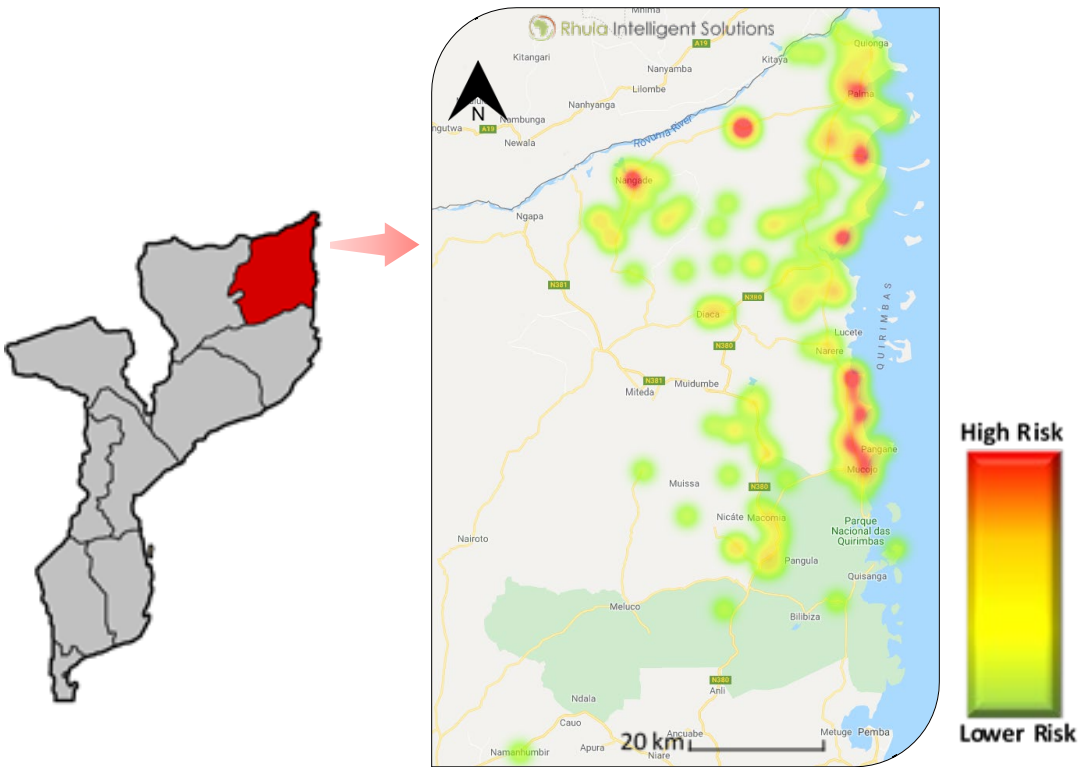 Mhima
Rhula Intelligent Solutions
Quionga
A19
Kitangari
Kitaya
Nanyamba
Lilombe
Palma
Nanhyanga
Nambunga
N
ngutwa
A19
Newala
Rovuma River
Nangade
Ngapa
N381
N380
QUIRIMBAS
Diaca
Lucete
N380
Narere
N381
Muidumbe
Miteda
Pangane
Mucojo
Muissa
N380
Nicáte
Macomia
Parque
Nacional das
Quirimbas
Nairoto
Pangula
Quisanga
Meluco
Bilibiza
N380
Anli
Ndala
Cauo
Ancuabe
Metuge
Pemba
Namanhumbir
Apura
Niare
20 km
High Risk
Lower Risk